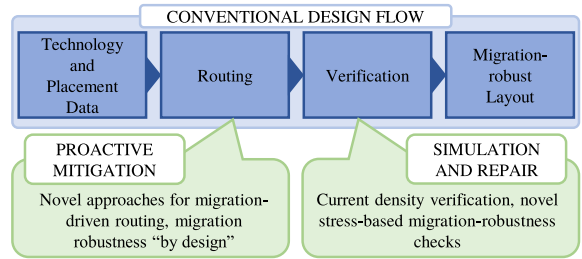 CONVENTIONAL DESIGN FLOW
Technology
and
Placement
Data
Routing
Verification
Migration-
robust
Layout
PROACTIVE
MITIGATION
Novel approaches for migration-
driven routing, migration
robustness “by design”
SIMULATION
AND REPAIR
Current density verification, novel
stress-based migration-robustness
checks